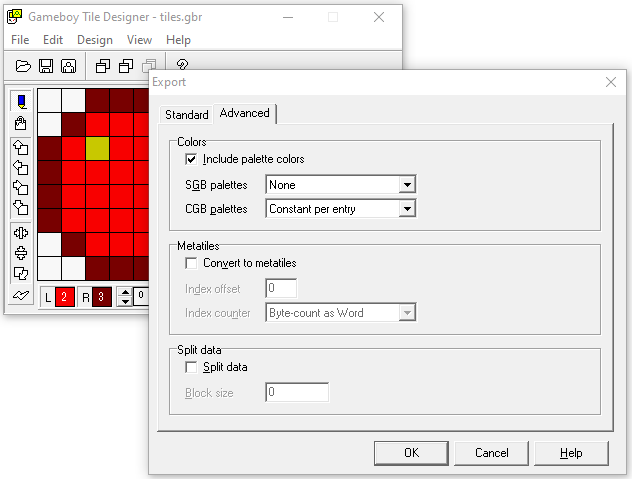 Gameboy Tile Designer - tiles.gbr
File Edit Design View Help
Export
Standard Advanced
Colors
Include palette colors
SGB palettes None
CGB palettes Constant per entry
Metatiles
Convert to metatiles
Index offset 0
Index counter Byte-count as Word
Split data
Split data
Block size 0
L 2 R 3 0
OK Cancel Help